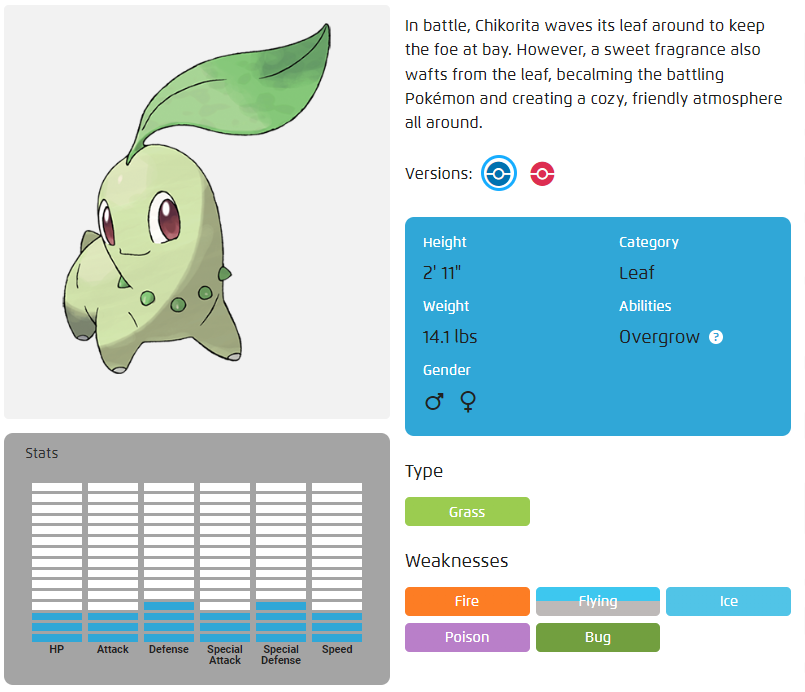 In battle, Chikorita waves its leaf around to keep
the foe at bay. However, a sweet fragrance also
wafts from the leaf, becalming the battling
Pokémon and creating a cozy, friendly atmosphere
all around.
Versions:
Height
2' 11"
Weight
14.1 lbs
Gender
♂ ♀
Category
Leaf
Abilities
Overgrow ?
Stats
HP
Attack
Defense
Special
Attack
Special
Defense
Speed
Type
Grass
Weaknesses
Fire
Flying
Ice
Poison
Bug